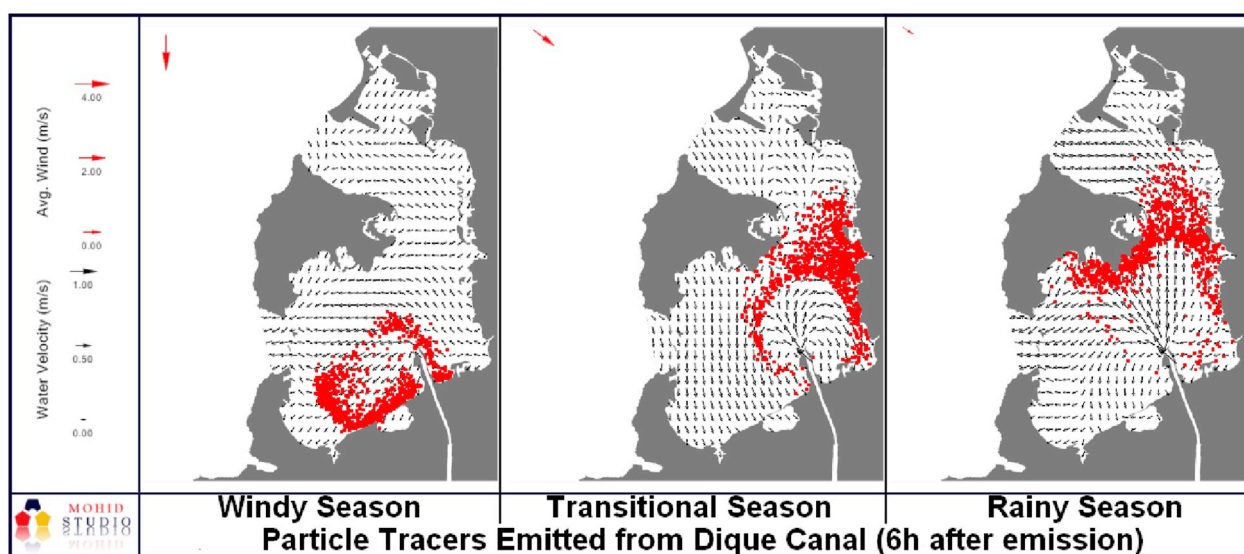 Avg. Wind (m/s)
4.00
2.00
0.00
Water Velocity (m/s)
1.00
0.50
0.00
MOHID
STUDIO
Windy Season
Transitional Season
Rainy Season
Particle Tracers Emitted from Dique Canal (6h after emission)